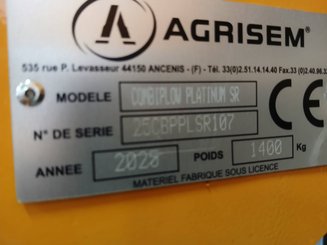 AGRISEM®
535 rue P. Levasseur 44150 ANCENIS - (F) - Tél. 33(0)2.51.14.14.40 Fax.33 (0)2.40.96.3
MODELE COMBIPLOW PLATINUM SR
N° DE SERIE 25CBPPLSR107
CE
ANNEE 2020 POIDS 1400 Kg
MATERIEL FABRIQUE SOUS LICENCE